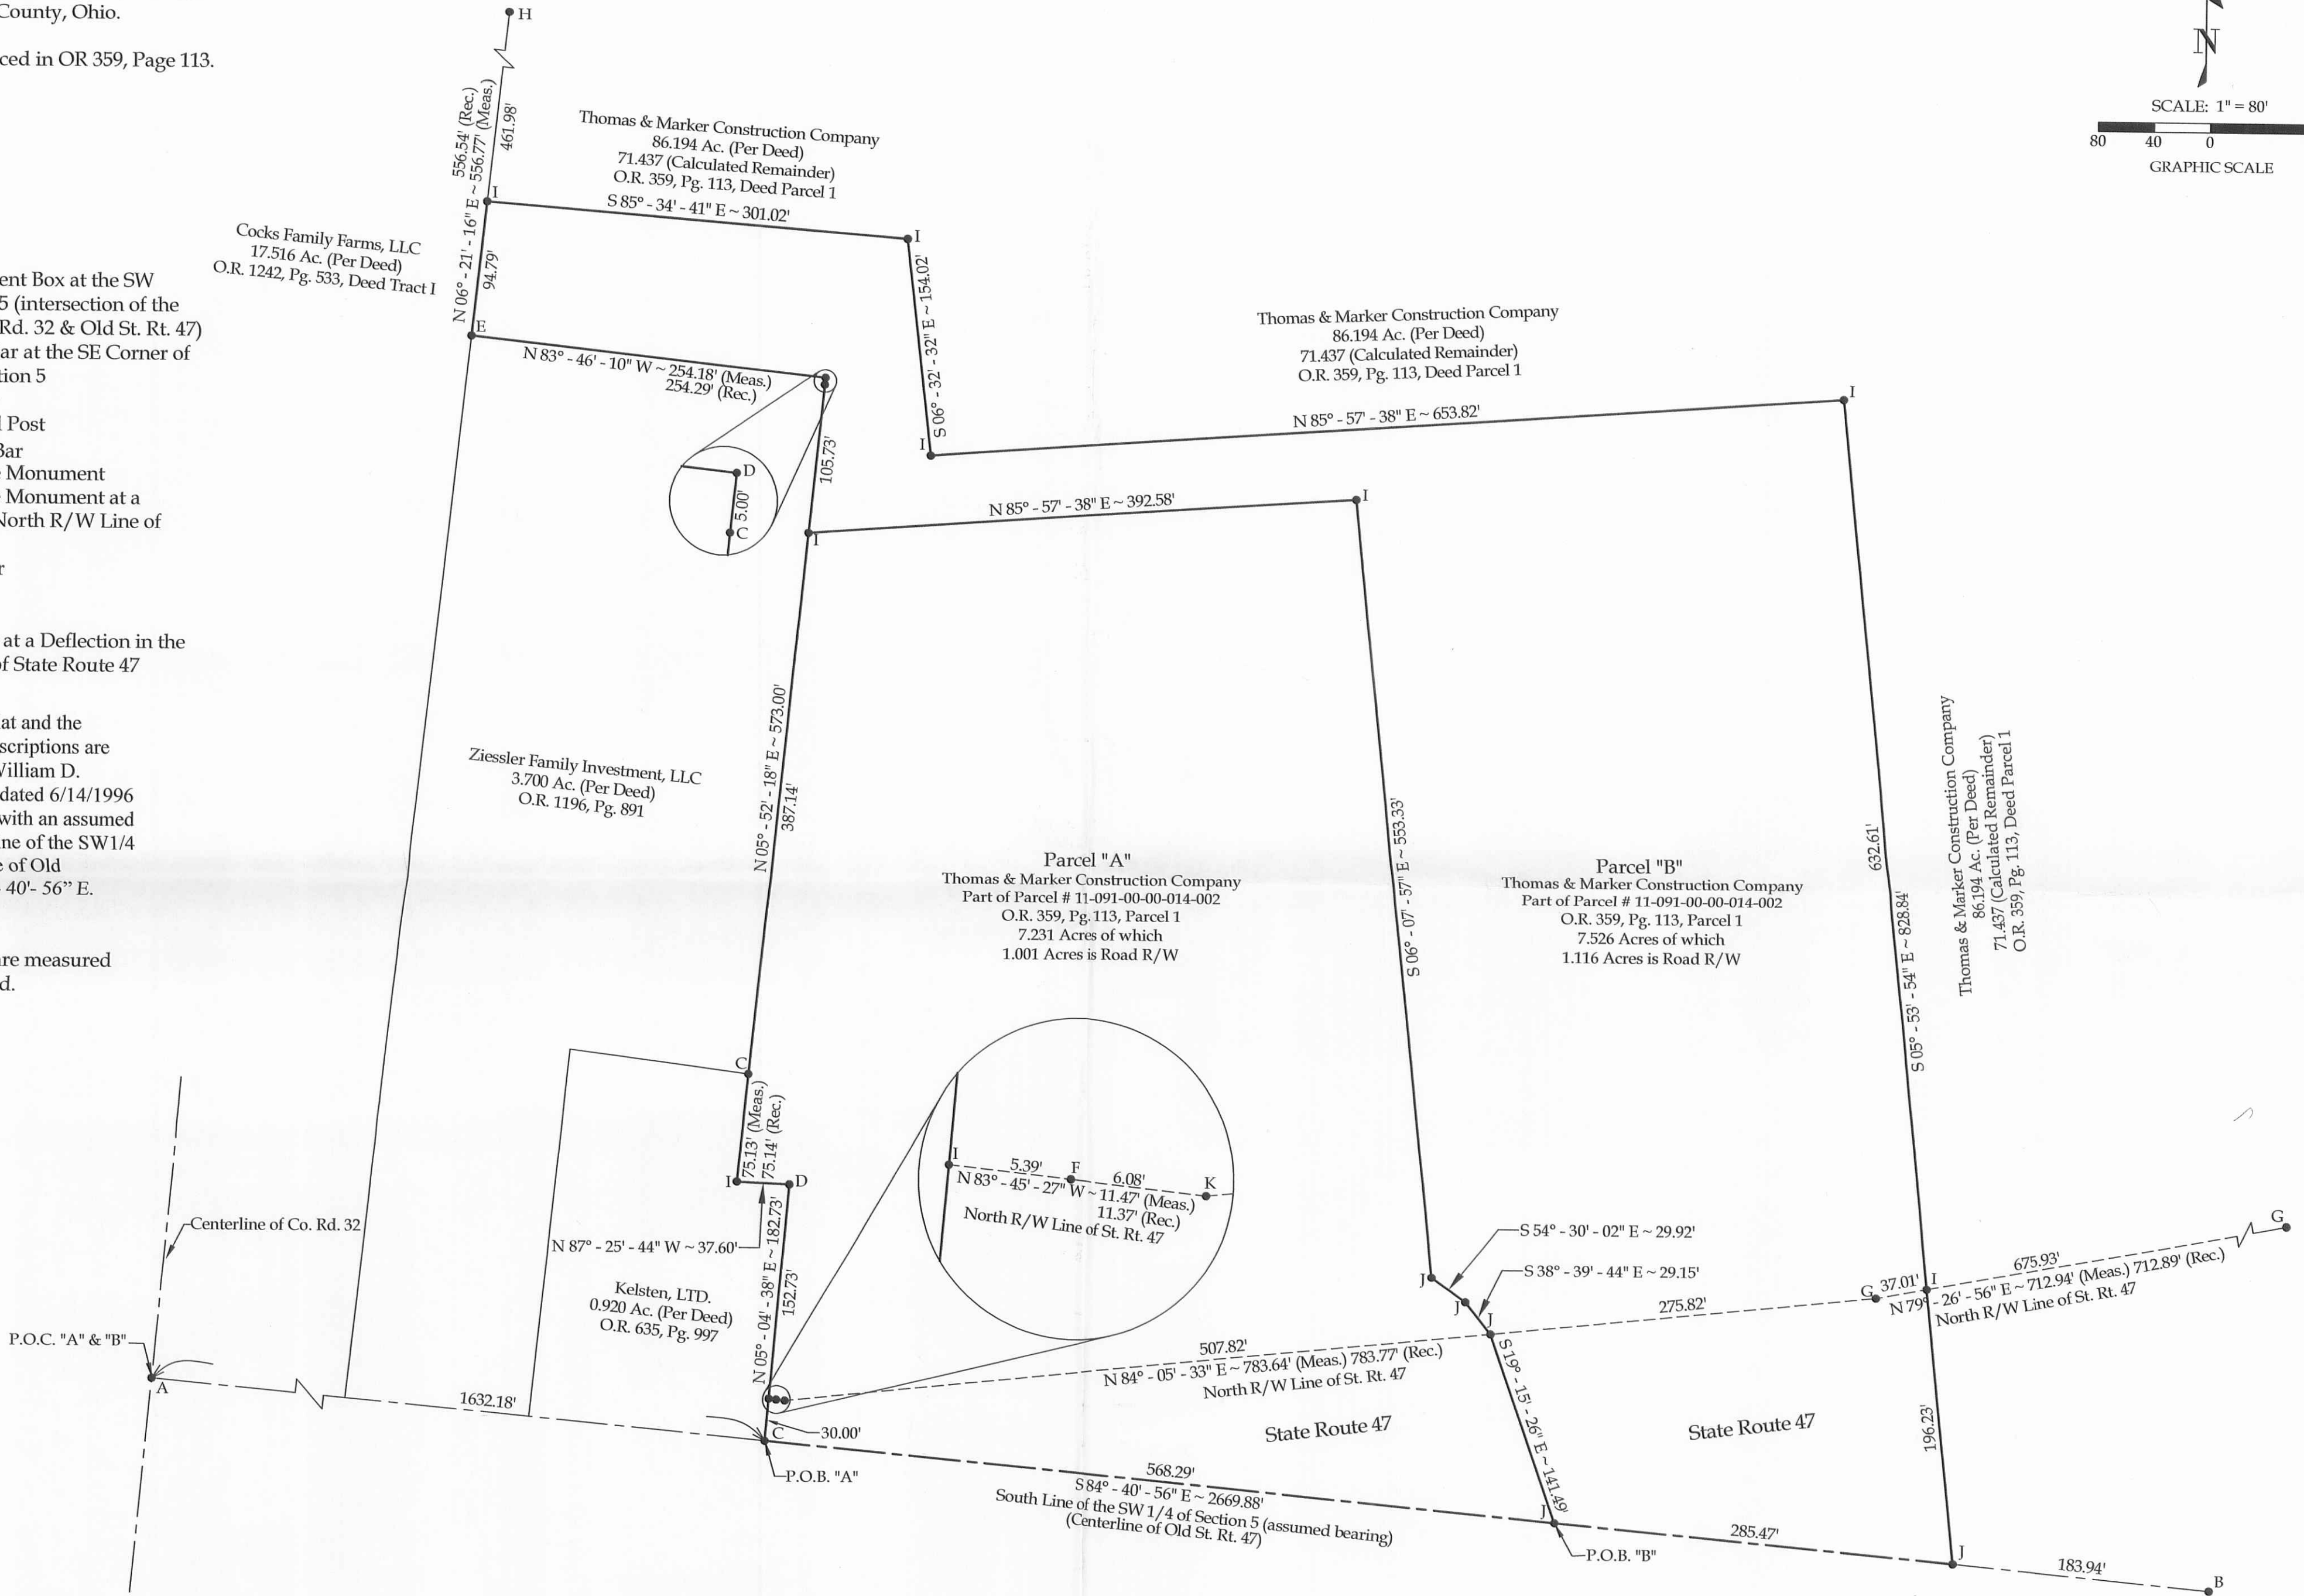 County, Ohio.
ced in OR 359, Page 113.
ent Box at the SW
5 (intersection of the
Rd. 32 & Old St. Rt. 47)
ar at the SE Corner of
tion 5
l Post
Bar
Monument
Monument at a
North R/W Line of
r
at a Deflection in the
of State Route 47
at and the
scriptions are
William D.
dated 6/14/1996
with an assumed
ine of the SW1/4
e of Old
40'- 56" E.
are measured
d.
H
N
SCALE: 1" = 80'
80 40 0
GRAPHIC SCALE
556.54' (Rec.)
N 06° - 21' - 16" E ~ 556.77' (Meas.)
461.98'
94.79'
Thomas & Marker Construction Company
86.194 Ac. (Per Deed)
71.437 (Calculated Remainder)
O.R. 359, Pg. 113, Deed Parcel 1
I
S 85° - 34' - 41" E ~ 301.02'
I
Cocks Family Farms, LLC
17.516 Ac. (Per Deed)
O.R. 1242, Pg. 533, Deed Tract I
E
N 83° - 46' - 10" W ~ 254.18' (Meas.)
254.29' (Rec.)
S 06° - 32' - 32" E ~ 154.02'
I
Thomas & Marker Construction Company
86.194 Ac. (Per Deed)
71.437 (Calculated Remainder)
O.R. 359, Pg. 113, Deed Parcel 1
N 85° - 57' - 38" E ~ 653.82'
I
D
5.00'
C
105.73'
I
N 85° - 57' - 38" E ~ 392.58'
I
N 05° - 52' - 18" E ~ 573.00'
387.14'
Ziessler Family Investment, LLC
3.700 Ac. (Per Deed)
O.R. 1196, Pg. 891
S 06° - 07' - 57" E ~ 553.33'
632.61'
S 05° - 53' - 54" E ~ 828.84'
Thomas & Marker Construction Company
86.194 Ac. (Per Deed)
71.437 (Calculated Remainder)
O.R. 359, Pg. 113, Deed Parcel 1
Parcel "A"
Thomas & Marker Construction Company
Part of Parcel # 11-091-00-00-014-002
O.R. 359, Pg. 113, Parcel 1
7.231 Acres of which
1.001 Acres is Road R/W
Parcel "B"
Thomas & Marker Construction Company
Part of Parcel # 11-091-00-00-014-002
O.R. 359, Pg. 113, Parcel 1
7.526 Acres of which
1.116 Acres is Road R/W
C
75.13' (Meas.)
75.14' (Rec.)
I
D
N 87° - 25' - 44" W ~ 37.60'
N 05° - 04' - 38" E ~ 182.73'
152.73'
Kelsten, LTD.
0.920 Ac. (Per Deed)
O.R. 635, Pg. 997
I
5.39'
F
6.08'
K
N 83° - 45' - 27" W ~ 11.47' (Meas.)
11.37' (Rec.)
North R/W Line of St. Rt. 47
Centerline of Co. Rd. 32
P.O.C. "A" & "B"
A
1632.18'
J
S 54° - 30' - 02" E ~ 29.92'
J
S 38° - 39' - 44" E ~ 29.15'
J
275.82'
G
37.01'
I
675.93'
G
N 79° - 26' - 56" E ~ 712.94' (Meas.) 712.89' (Rec.)
North R/W Line of St. Rt. 47
507.82'
N 84° - 05' - 33" E ~ 783.64' (Meas.) 783.77' (Rec.)
North R/W Line of St. Rt. 47
S 19° - 15' - 26" E ~ 141.49'
State Route 47
State Route 47
196.23'
30.00'
C
P.O.B. "A"
568.29'
S 84° - 40' - 56" E ~ 2669.88'
South Line of the SW 1/4 of Section 5 (assumed bearing)
(Centerline of Old St. Rt. 47)
J
P.O.B. "B"
285.47'
J
183.94'
B